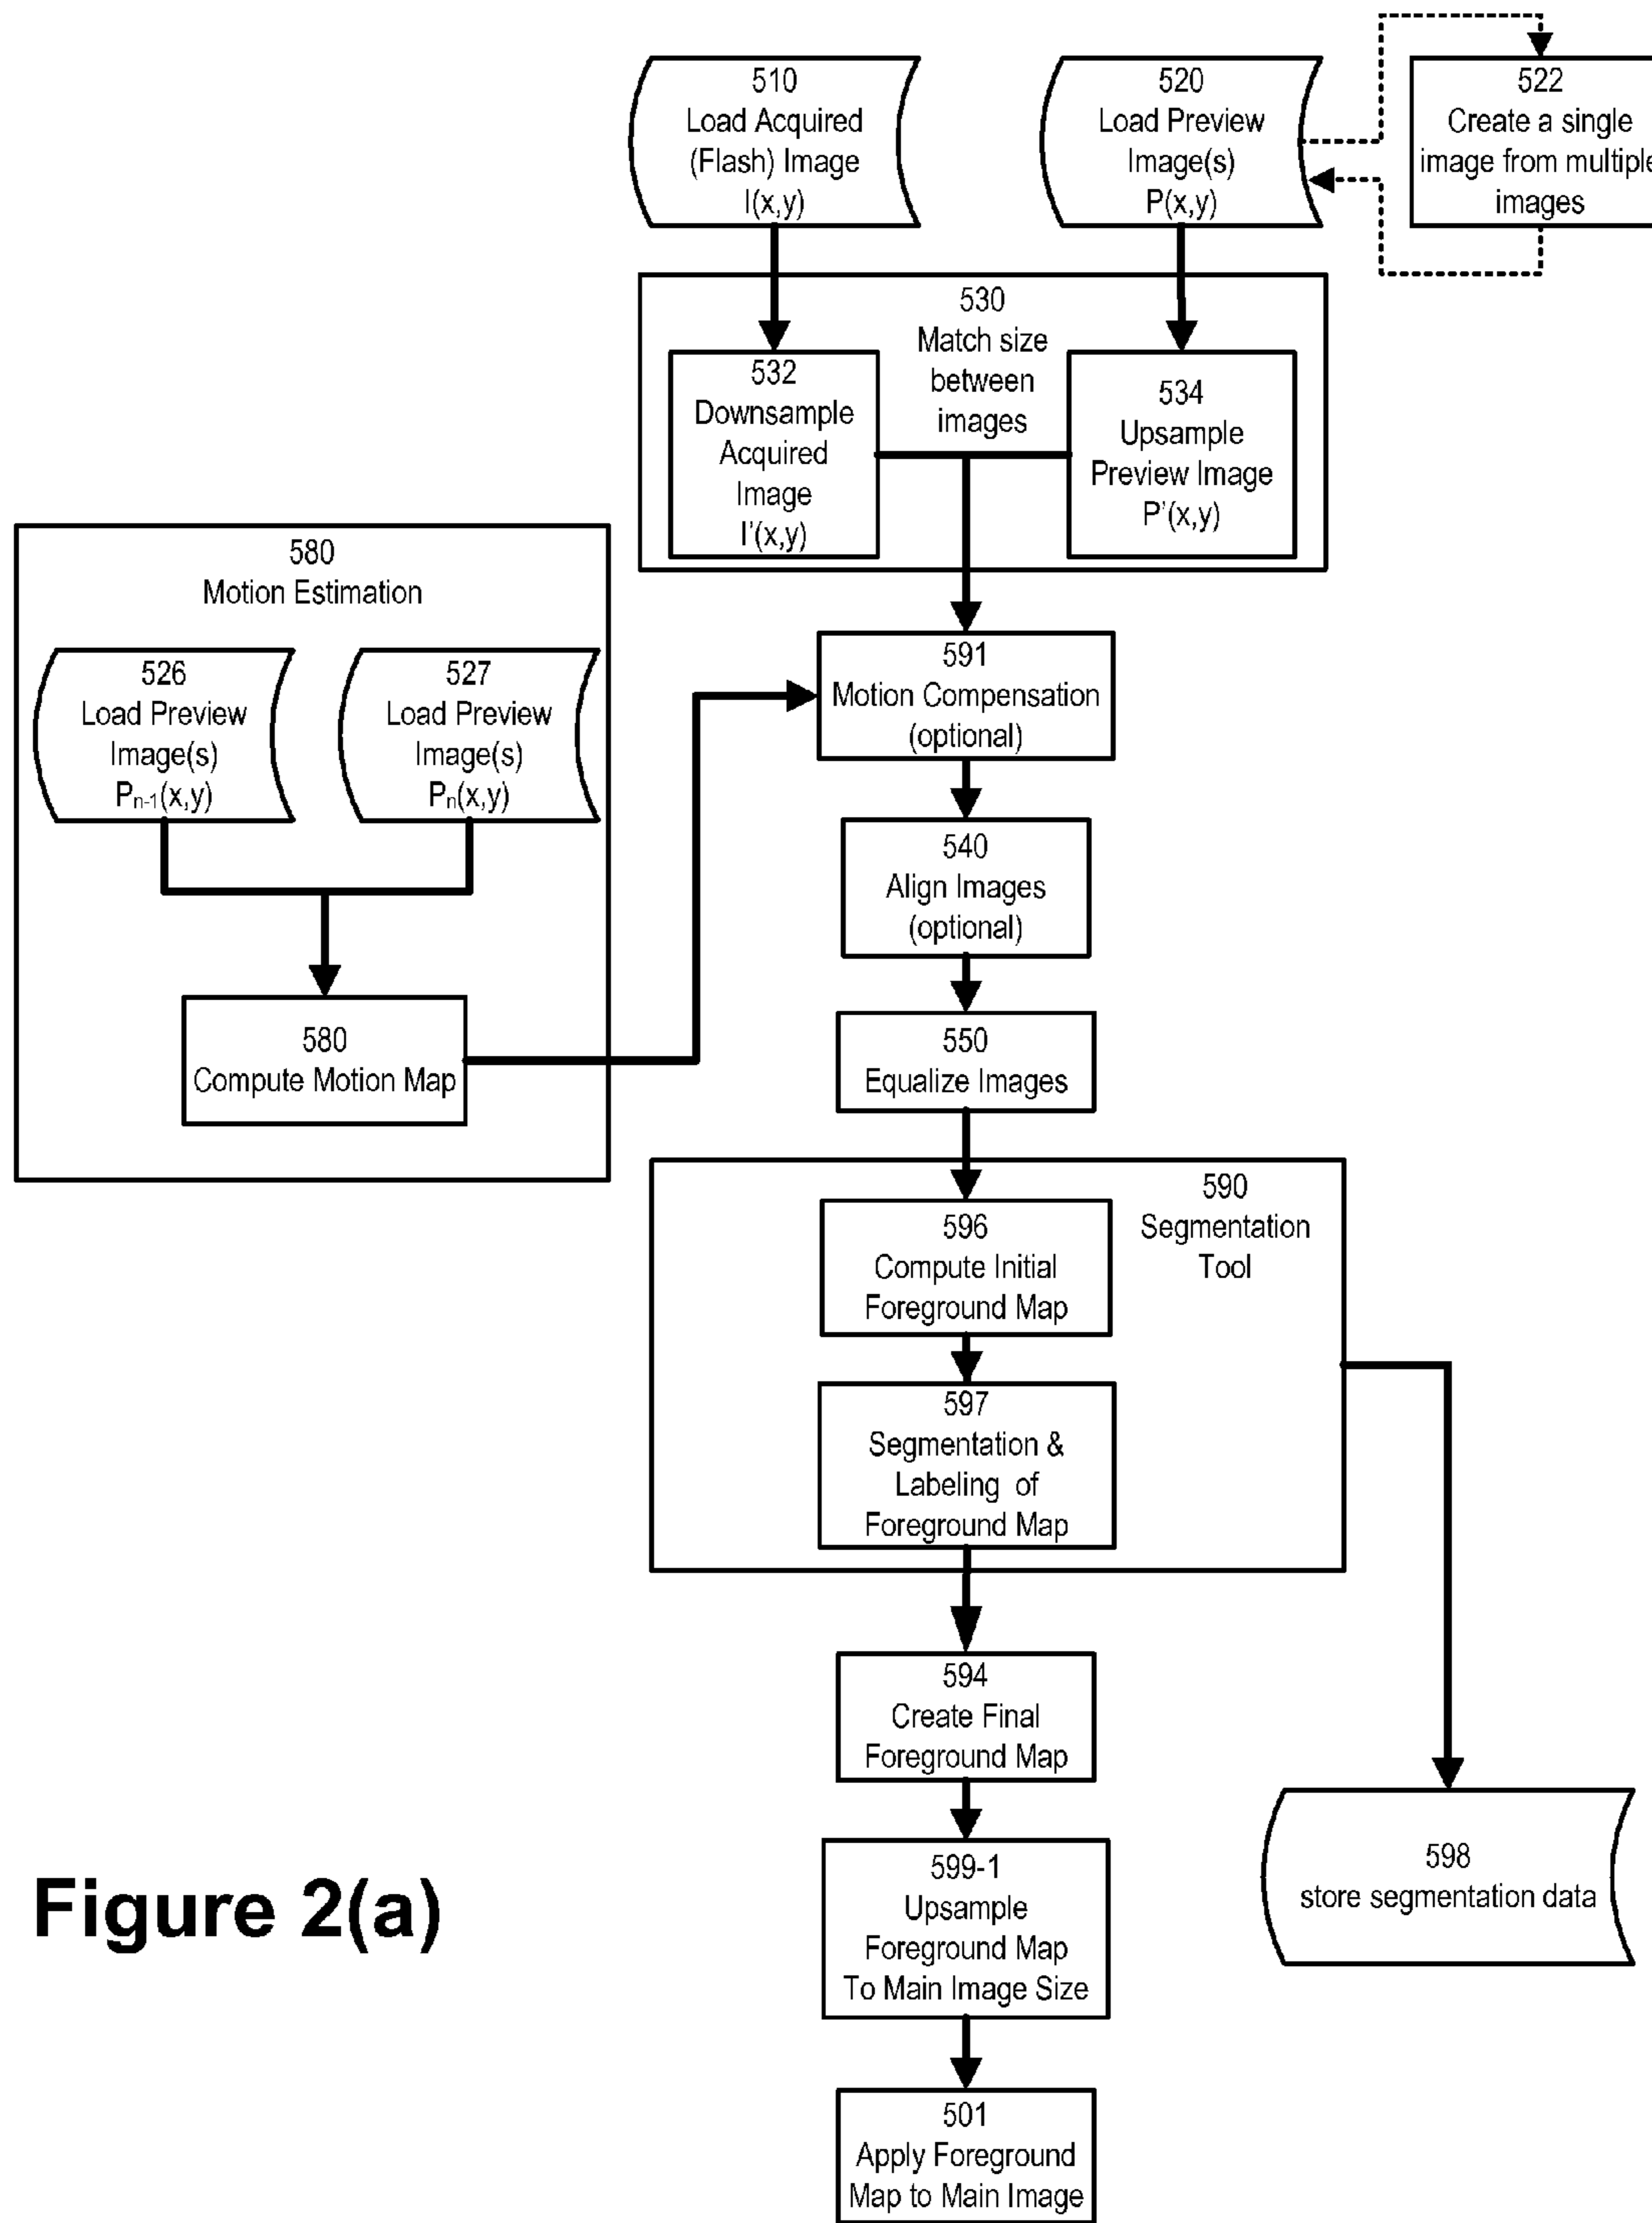 510
Load Acquired
(Flash) Image
I(x,y)
520
Load Preview
Image(s)
P(x,y)
522
Create a single
image from multiple
images
530
Match size
between
images
532
Downsample
Acquired
Image
I'(x,y)
534
Upsample
Preview Image
P'(x,y)
580
Motion Estimation
526
Load Preview
Image(s)
Pn-1(x,y)
527
Load Preview
Image(s)
Pn(x,y)
580
Compute Motion Map
591
Motion Compensation
(optional)
540
Align Images
(optional)
550
Equalize Images
590
Segmentation
Tool
596
Compute Initial
Foreground Map
597
Segmentation &
Labeling of
Foreground Map
594
Create Final
Foreground Map
598
store segmentation data
599-1
Upsample
Foreground Map
To Main Image Size
501
Apply Foreground
Map to Main Image
Figure 2(a)